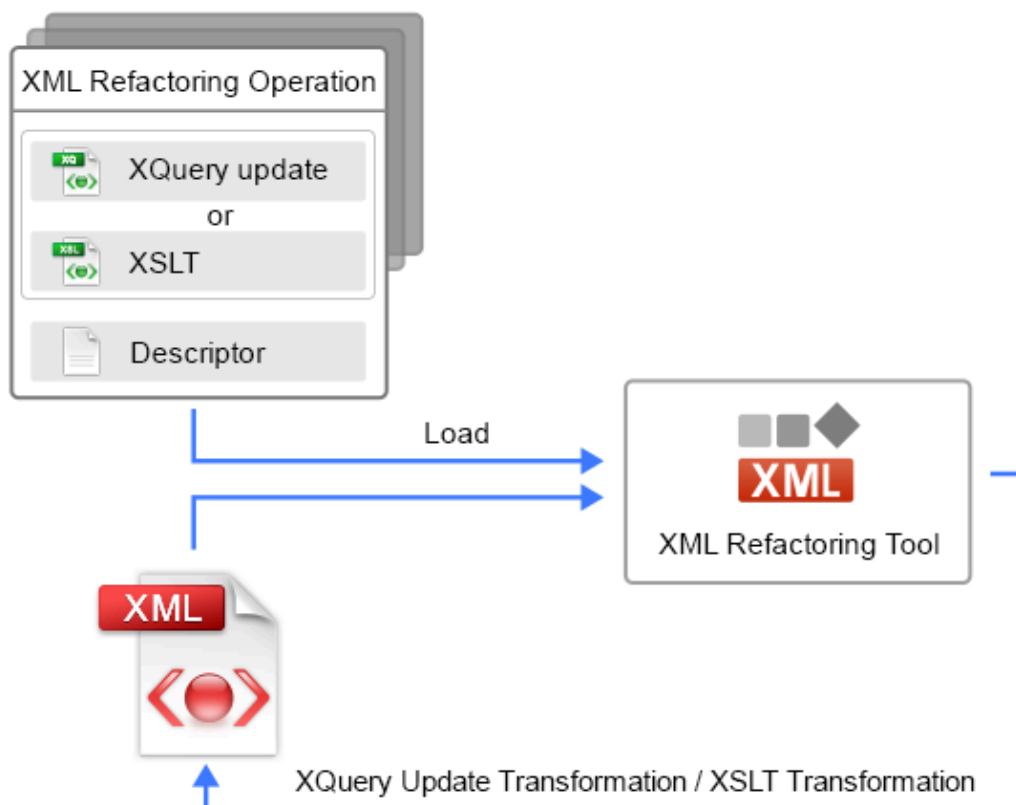 XML Refactoring Operation
XQ
XQuery update
or
XSL
XSLT
Descriptor
Load
XML
XML Refactoring Tool
XML
XQuery Update Transformation / XSLT Transformation